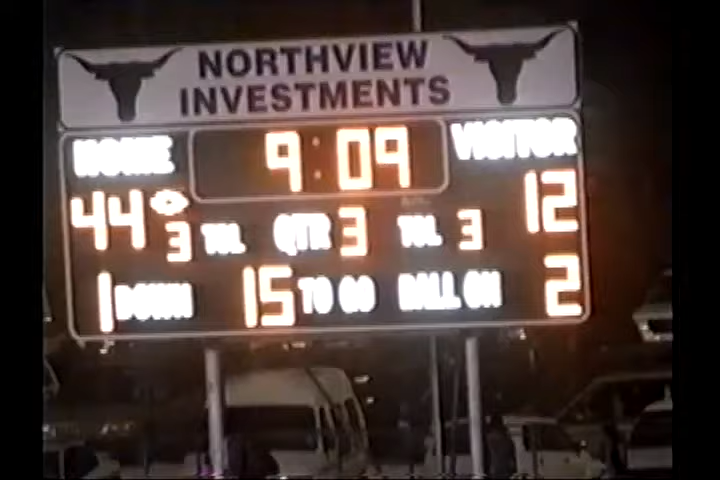 NORTHVIEW
INVESTMENTS
HOME 9:09 VISITOR
44 3 TOL QTR 3 TOL 3 12
1 DOWN 15 TO GO BALL ON 2